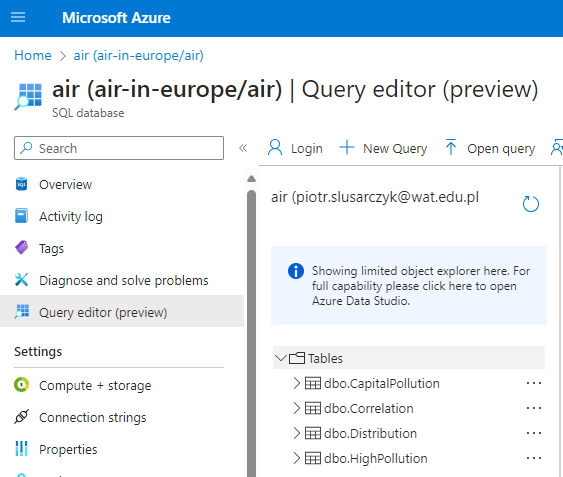 Microsoft Azure
Home > air (air-in-europe/air)
air (air-in-europe/air) | Query editor (preview)
SQL database
Search
«
Login
New Query
Open query
Overview
Activity log
Tags
Diagnose and solve problems
Query editor (preview)
Settings
Compute + storage
Connection strings
Properties
air (piotr.slusarczyk@wat.edu.pl
Showing limited object explorer here. For
full capability please click here to open
Azure Data Studio.
Tables
dbo.CapitalPollution ...
dbo.Correlation ...
dbo.Distribution ...
dbo.HighPollution ...